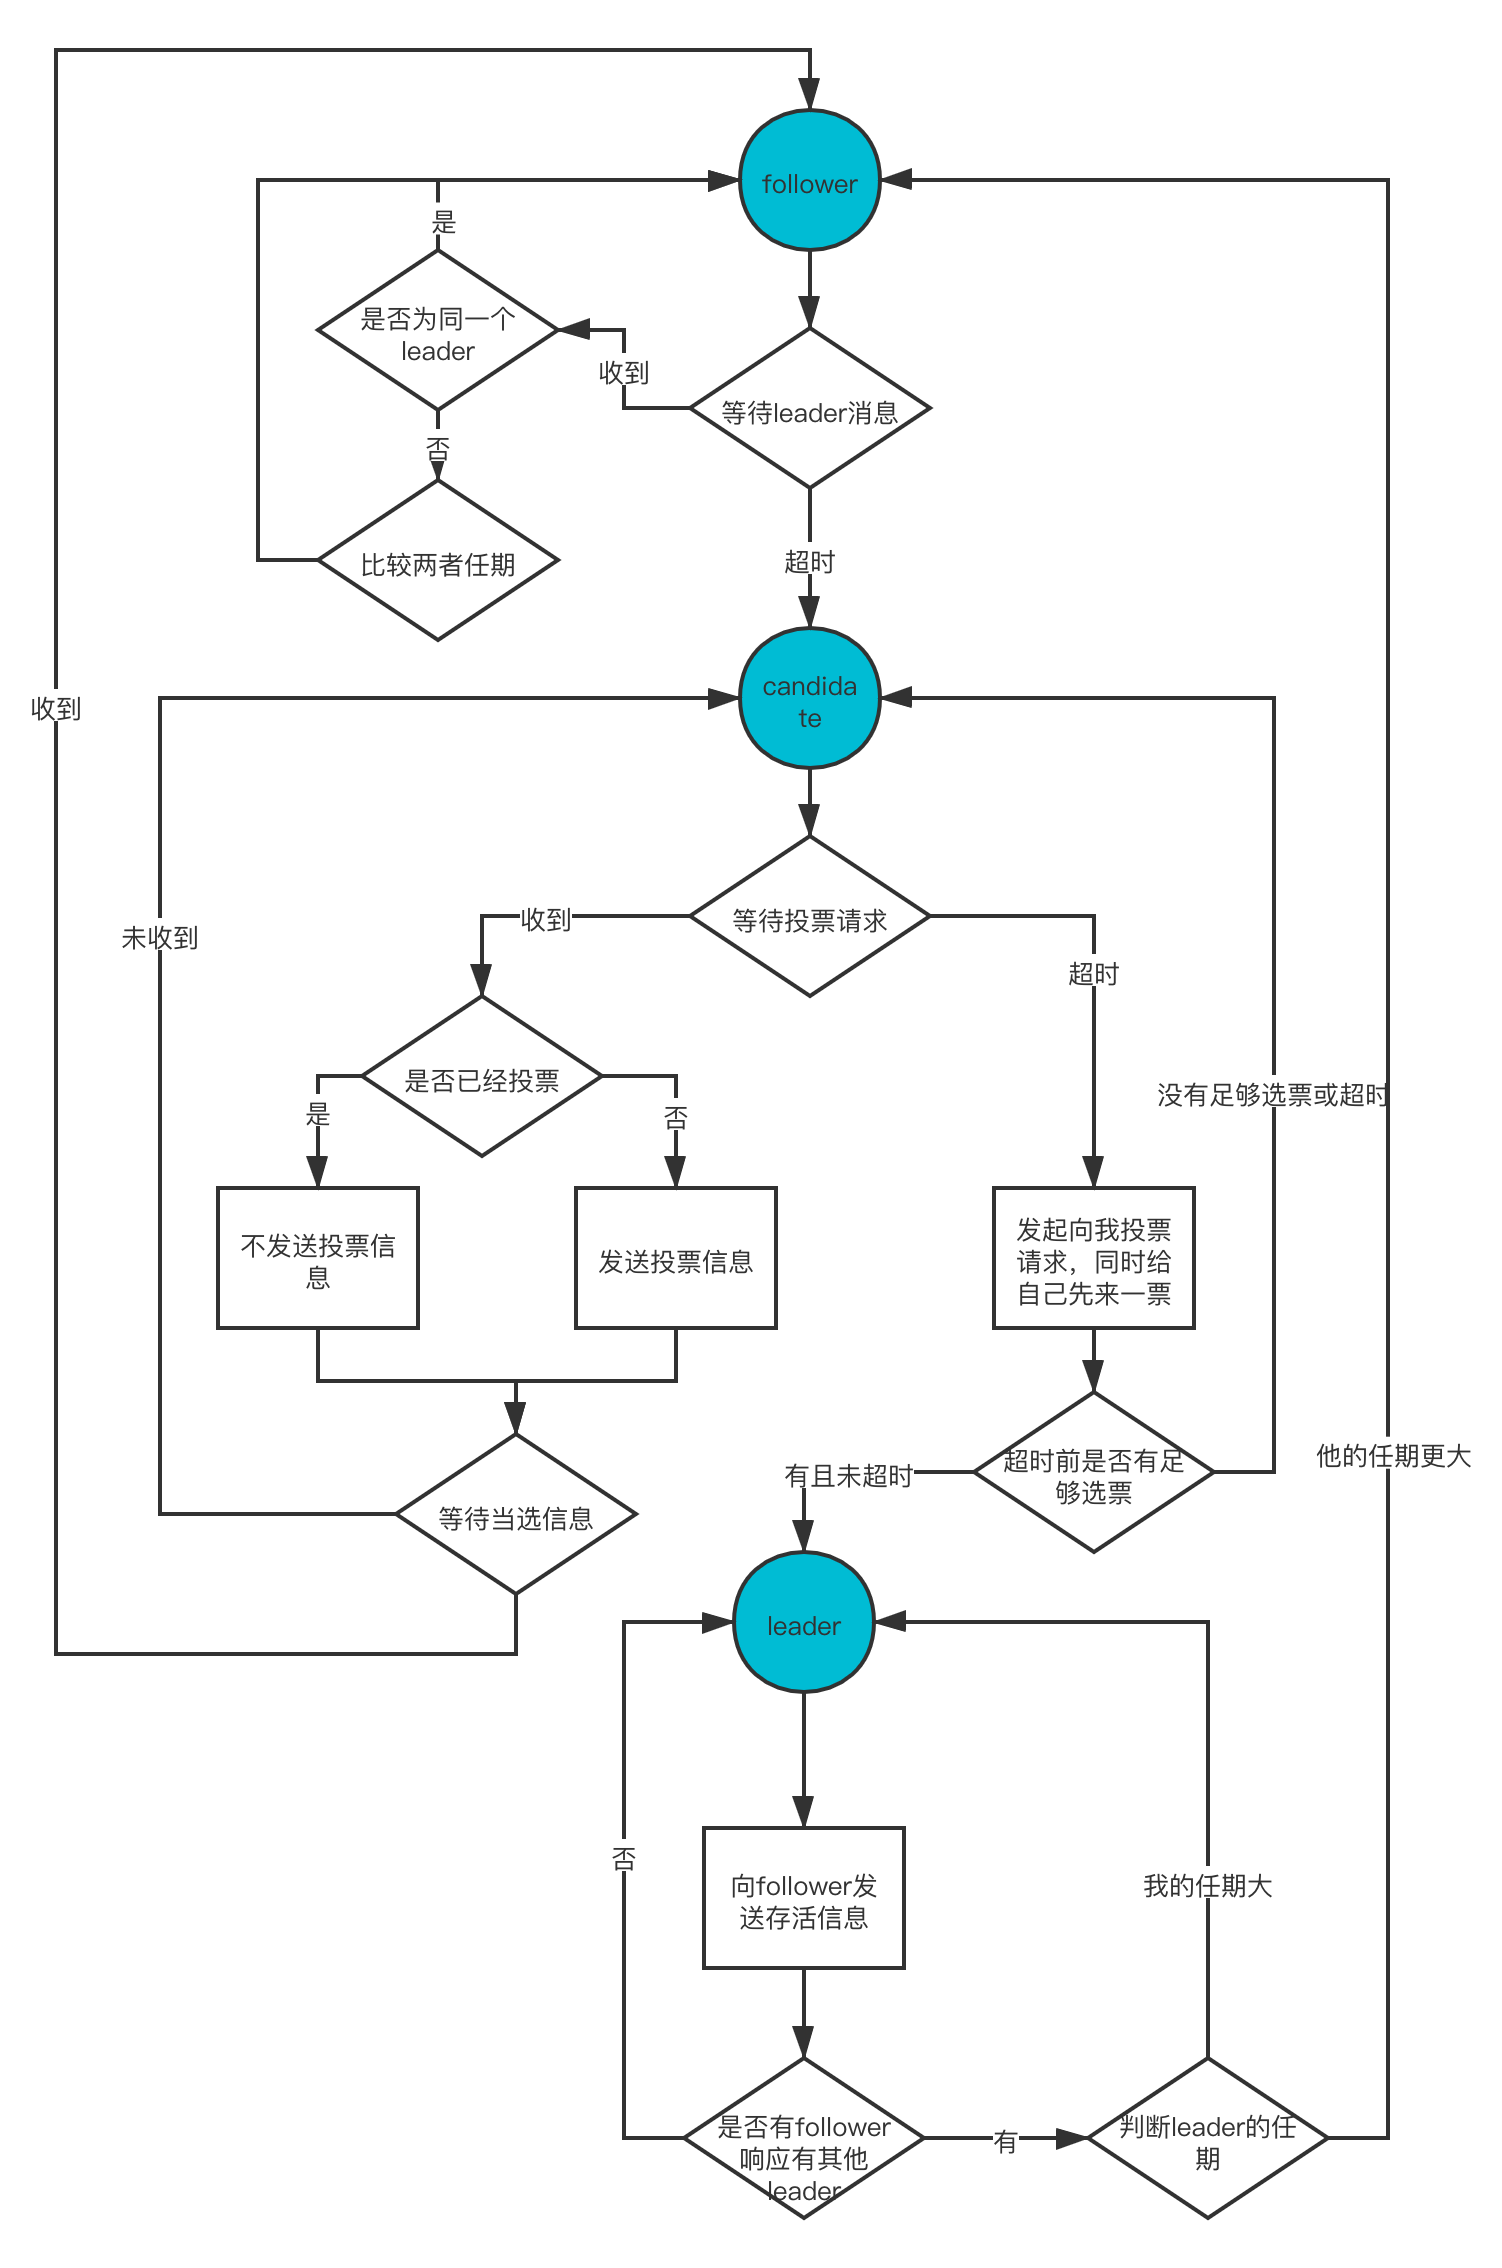 follower
是
是否为同一个
leader
收到
等待leader消息
否
比较两者任期
超时
candida
te
收到
未收到
收到
等待投票请求
超时
是否已经投票
没有足够选票或超时
是
否
不发送投票信
息
发送投票信息
发起向我投票
请求，同时给
自己先来一票
超时前是否有足
够选票
有且未超时
他的任期更大
等待当选信息
leader
否
向follower发
送存活信息
我的任期大
是否有follower
响应有其他
leader
有
判断leader的任
期